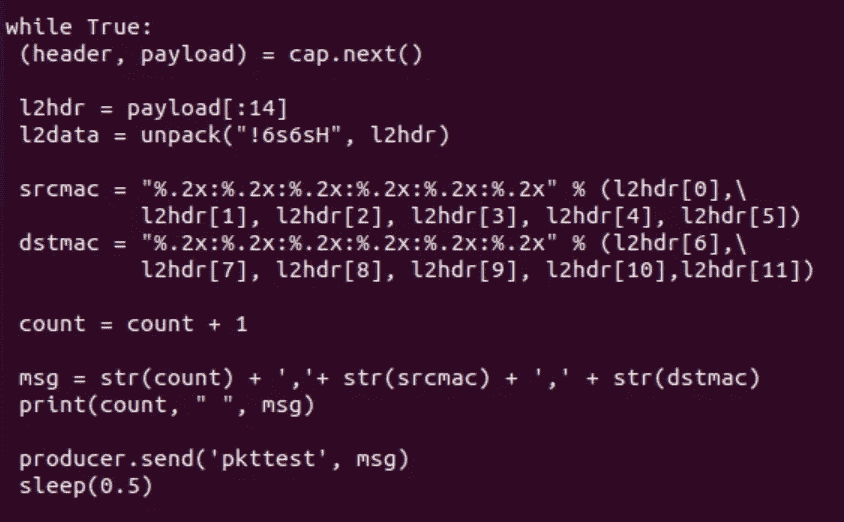 while True:
 (header, payload) = cap.next()
 l2hdr = payload[:14]
 l2data = unpack("!6s6sH", l2hdr)
 srcmac = "%.2x:%.2x:%.2x:%.2x:%.2x:%.2x" % (l2hdr[0],\
          l2hdr[1], l2hdr[2], l2hdr[3], l2hdr[4], l2hdr[5])
 dstmac = "%.2x:%.2x:%.2x:%.2x:%.2x:%.2x" % (l2hdr[6],\
          l2hdr[7], l2hdr[8], l2hdr[9], l2hdr[10],l2hdr[11])
 count = count + 1
 msg = str(count) + ','+ str(srcmac) + ',' + str(dstmac)
 print(count, " ", msg)
 producer.send('pkttest', msg)
 sleep(0.5)